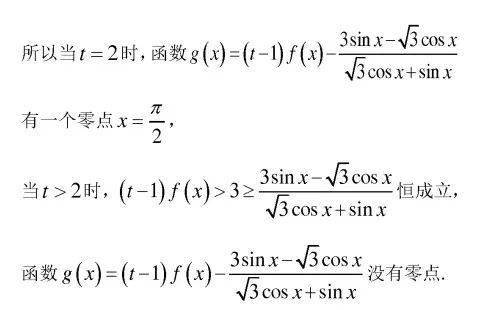 所以当t=2时,函数g(x)=(t−1)f(x)−(3sin x−√3cos x)/(√3cos x+sin x)
有一个零点x=π/2,
当t>2时,(t−1)f(x)>3≥(3sin x−√3cos x)/(√3cos x+sin x)恒成立,
函数g(x)=(t−1)f(x)−(3sin x−√3cos x)/(√3cos x+sin x)没有零点.